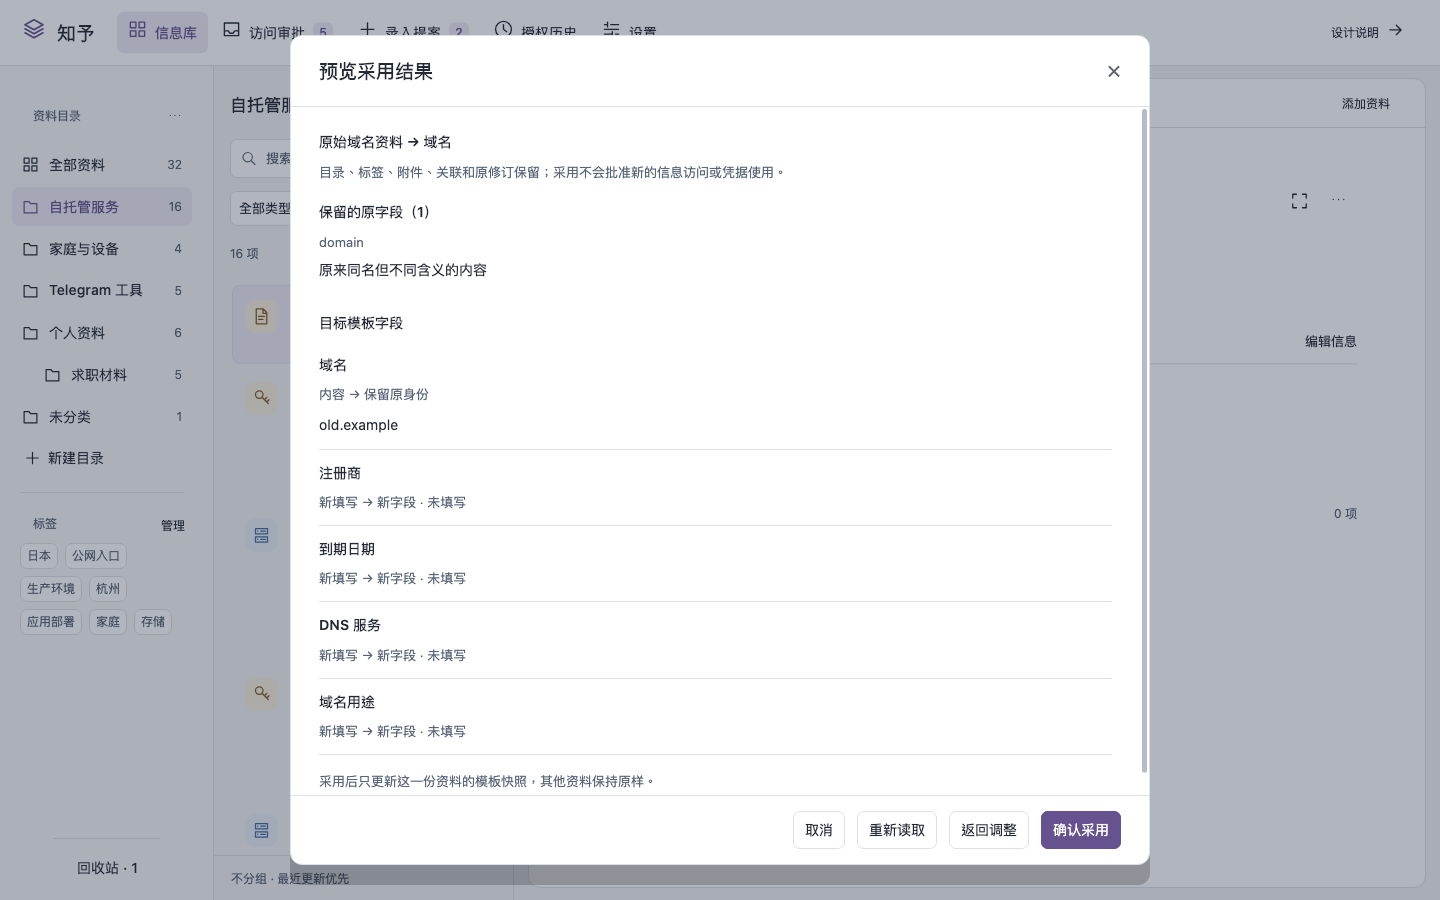 知予
信息库
访问审批 5
录入提案 2
授权历史
设置
设计说明
资料目录
全部资料 32
自托管服务 16
家庭与设备 4
Telegram 工具 5
个人资料 6
求职材料 5
未分类 1
新建目录
标签 管理
日本 公网入口
生产环境 杭州
应用部署 家庭 存储
回收站 · 1
自托管服
搜索
全部类型
16 项
不分组 · 最近更新优先
预览采用结果
原始域名资料 → 域名
目录、标签、附件、关联和原修订保留；采用不会批准新的信息访问或凭据使用。
保留的原字段（1）
domain
原来同名但不同含义的内容
目标模板字段
域名
内容 → 保留原身份
old.example
注册商
新填写 → 新字段 · 未填写
到期日期
新填写 → 新字段 · 未填写
DNS 服务
新填写 → 新字段 · 未填写
域名用途
新填写 → 新字段 · 未填写
采用后只更新这一份资料的模板快照，其他资料保持原样。
取消 重新读取 返回调整 确认采用
添加资料
编辑信息
0 项